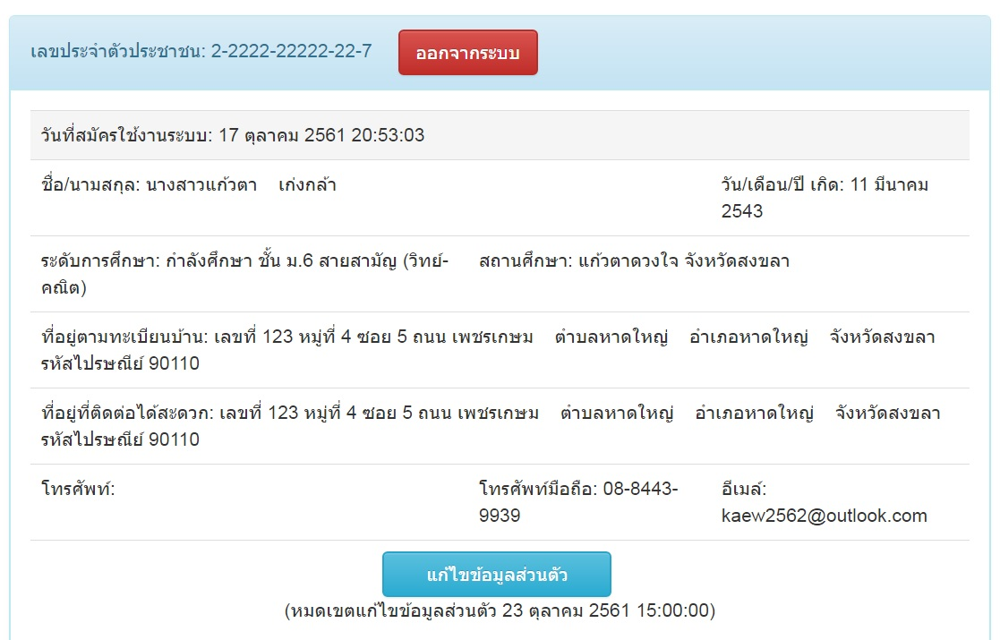 เลขประจำตัวประชาชน: 2-2222-22222-22-7 ออกจากระบบ
วันที่สมัครใช้งานระบบ: 17 ตุลาคม 2561 20:53:03
ชื่อ/นามสกุล: นางสาวแก้วตา เก่งกล้า
วัน/เดือน/ปี เกิด: 11 มีนาคม
2543
ระดับการศึกษา: กำลังศึกษา ชั้น ม.6 สายสามัญ (วิทย์-
คณิต)
สถานศึกษา: แก้วตาดวงใจ จังหวัดสงขลา
ที่อยู่ตามทะเบียนบ้าน: เลขที่ 123 หมู่ที่ 4 ซอย 5 ถนน เพชรเกษม ตำบลหาดใหญ่ อำเภอหาดใหญ่ จังหวัดสงขลา
รหัสไปรษณีย์ 90110
ที่อยู่ที่ติดต่อได้สะดวก: เลขที่ 123 หมู่ที่ 4 ซอย 5 ถนน เพชรเกษม ตำบลหาดใหญ่ อำเภอหาดใหญ่ จังหวัดสงขลา
รหัสไปรษณีย์ 90110
โทรศัพท์:
โทรศัพท์มือถือ: 08-8443-
9939
อีเมล์:
kaew2562@outlook.com
แก้ไขข้อมูลส่วนตัว
(หมดเขตแก้ไขข้อมูลส่วนตัว 23 ตุลาคม 2561 15:00:00)